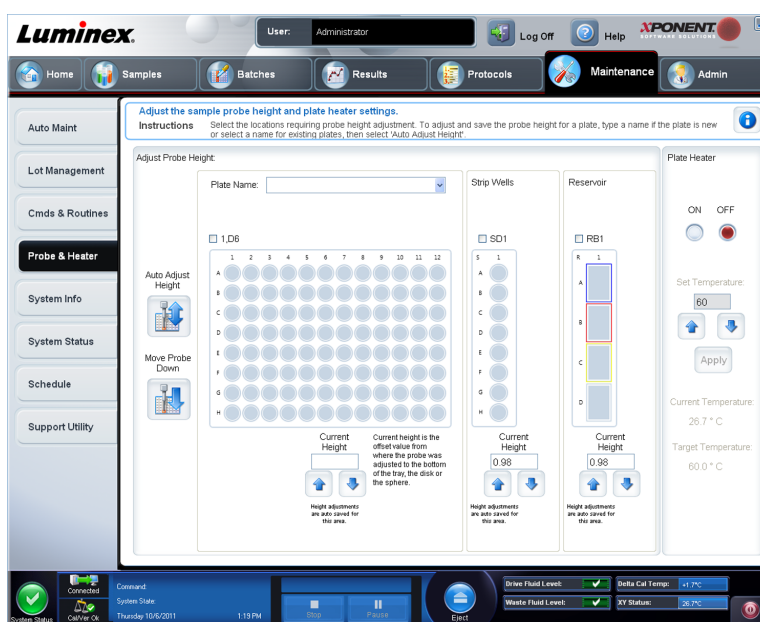 Luminex.
User: Administrator
Log Off
Help
XPONENT
SOFTWARE SOLUTIONS
Home
Samples
Batches
Results
Protocols
Maintenance
Admin
Auto Maint
Lot Management
Cmds & Routines
Probe & Heater
System Info
System Status
Schedule
Support Utility
Adjust the sample probe height and plate heater settings.
Instructions
Select the locations requiring probe height adjustment. To adjust and save the probe height for a plate, type a name if the plate is new
or select a name for existing plates, then select 'Auto Adjust Height'.
Adjust Probe Height:
Auto Adjust
Height
Move Probe
Down
Plate Name:
1,D6
1 2 3 4 5 6 7 8 9 10 11 12
A
B
C
D
E
F
G
H
Current
Height
Height adjustments
are auto saved for
this area.
Current height is the
offset value from
where the probe was
adjusted to the bottom
of the tray, the disk or
the sphere.
Strip Wells
SD1
S 1
A
B
C
D
E
F
G
H
Current
Height
0.98
Height adjustments
are auto saved for
this area.
Reservoir
RB1
R 1
A
B
C
D
Current
Height
0.98
Height adjustments
are auto saved for
this area.
Plate Heater
ON OFF
Set Temperature:
60
Apply
Current Temperature:
26.7 ° C
Target Temperature:
60.0 ° C
System Status
Connected
Cal/Ver Ok
Command:
System State:
Thursday 10/6/2011 1:19 PM
Stop
Pause
Eject
Drive Fluid Level:
Waste Fluid Level:
Delta Cal Temp: +1.7°C
XY Status: 26.7°C